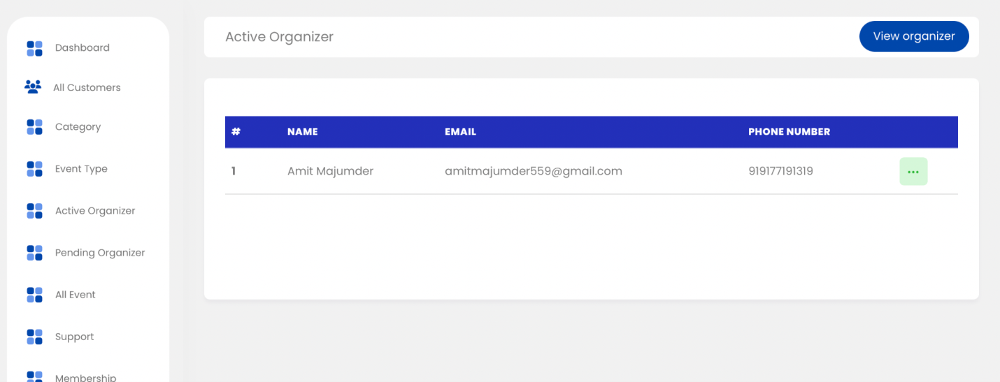 Dashboard
All Customers
Category
Event Type
Active Organizer
Pending Organizer
All Event
Support
Membership
Active Organizer
View organizer
# NAME EMAIL PHONE NUMBER
1 Amit Majumder amitmajumder559@gmail.com 919177191319 ...